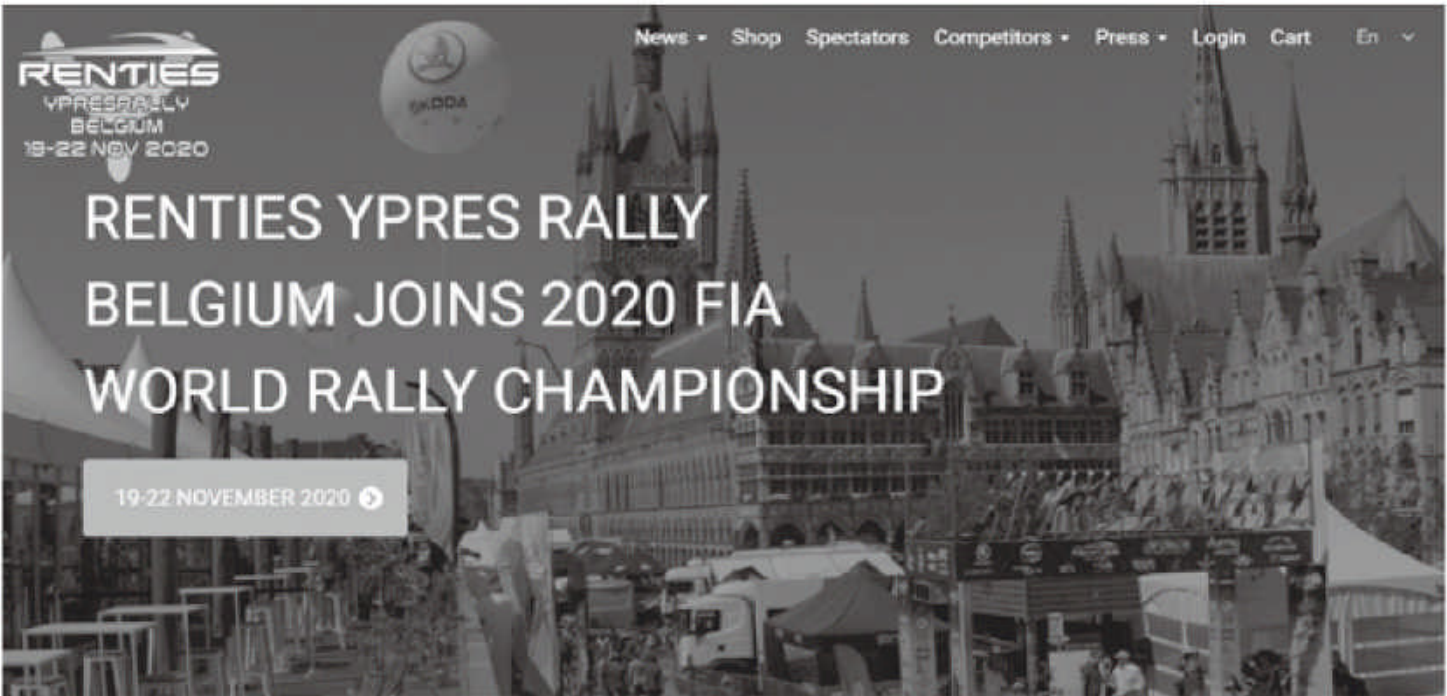 News Shop Spectators Competitors Press Login Cart En
RENTIES
YPRESRALLY
BELGIUM
19-22 NOV 2020
SKODA
RENTIES YPRES RALLY
BELGIUM JOINS 2020 FIA
WORLD RALLY CHAMPIONSHIP
19-22 NOVEMBER 2020